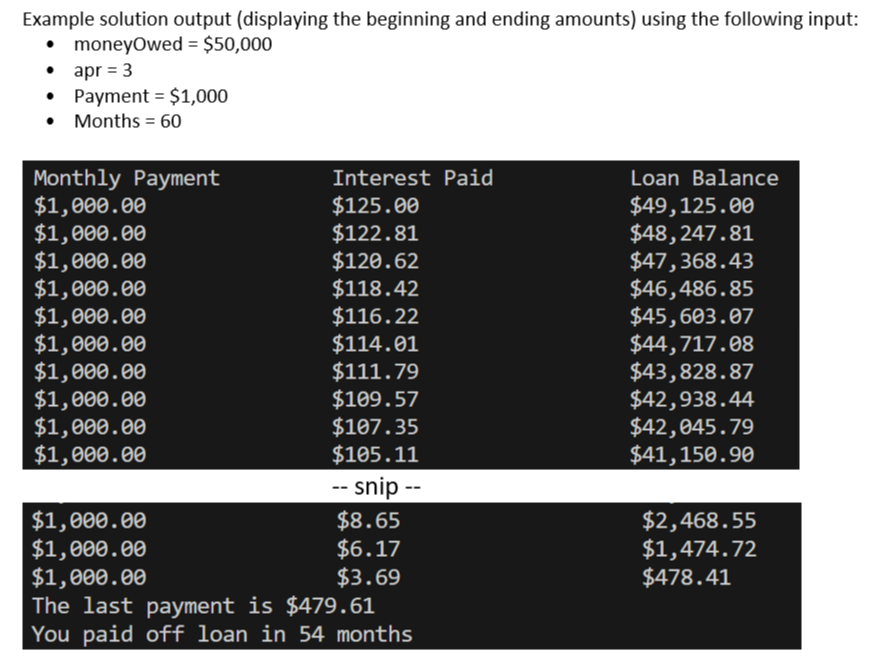 Example solution output (displaying the beginning and ending amounts) using the following input:
• moneyOwed = $50,000
• apr = 3
• Payment = $1,000
• Months = 60
Monthly Payment Interest Paid Loan Balance
$1,000.00 $125.00 $49,125.00
$1,000.00 $122.81 $48,247.81
$1,000.00 $120.62 $47,368.43
$1,000.00 $118.42 $46,486.85
$1,000.00 $116.22 $45,603.07
$1,000.00 $114.01 $44,717.08
$1,000.00 $111.79 $43,828.87
$1,000.00 $109.57 $42,938.44
$1,000.00 $107.35 $42,045.79
$1,000.00 $105.11 $41,150.90
-- snip --
$1,000.00 $8.65 $2,468.55
$1,000.00 $6.17 $1,474.72
$1,000.00 $3.69 $478.41
The last payment is $479.61
You paid off loan in 54 months